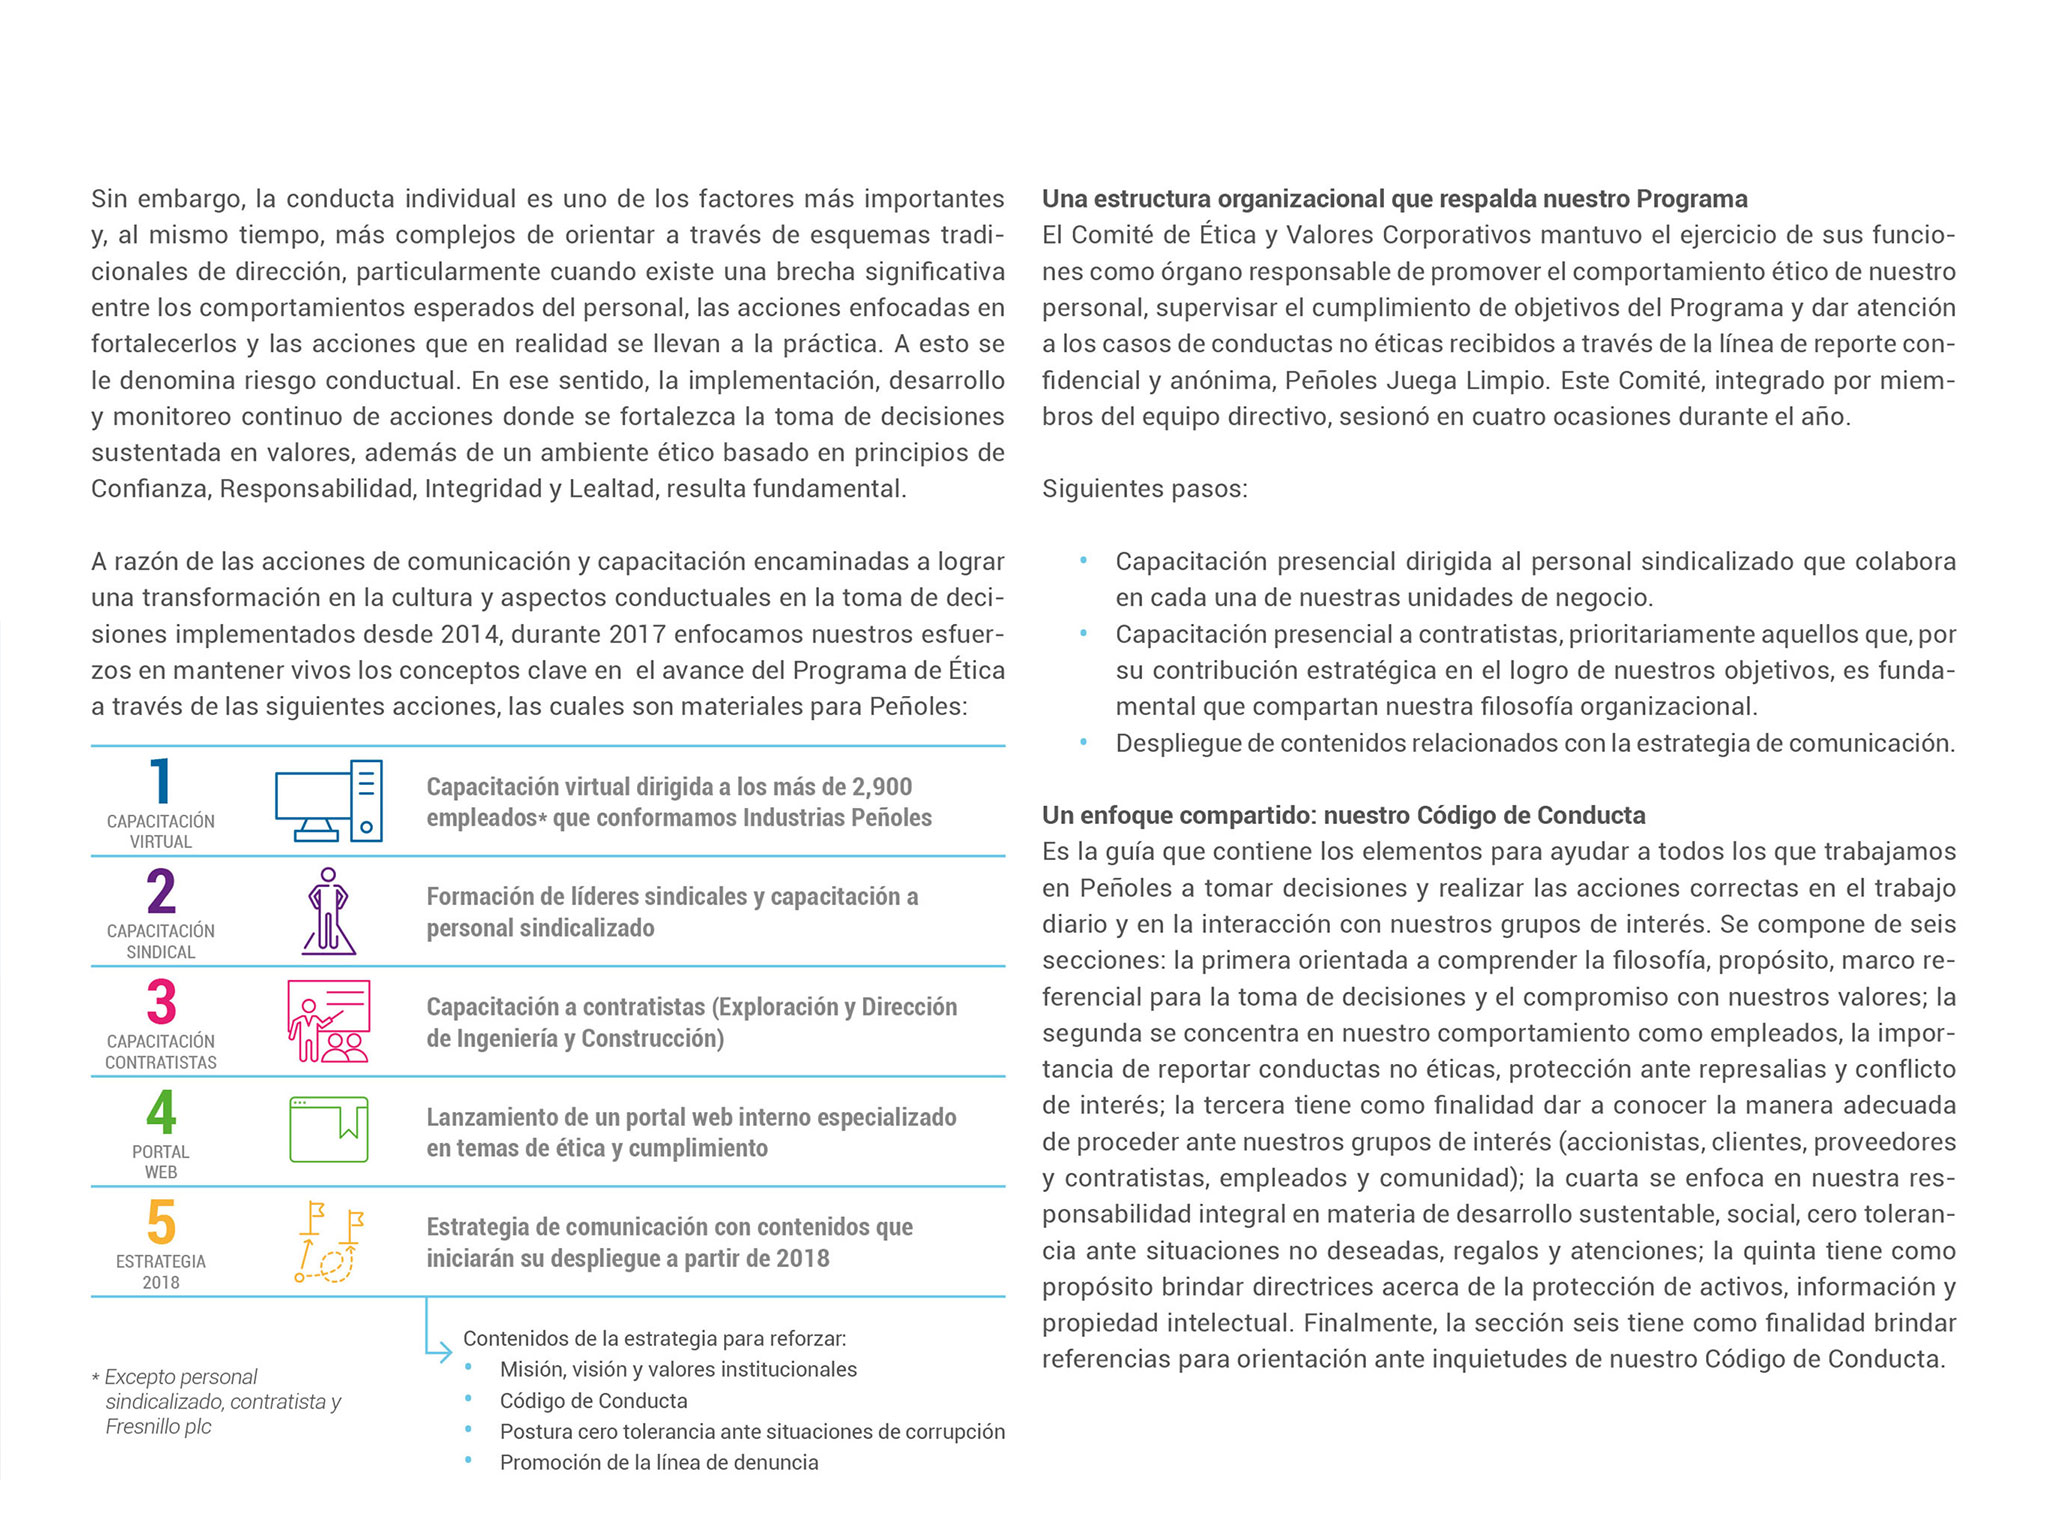 Sin embargo, la conducta individual es uno de los factores más importantes
y, al mismo tiempo, más complejos de orientar a través de esquemas tradi-
cionales de dirección, particularmente cuando existe una brecha significativa
entre los comportamientos esperados del personal, las acciones enfocadas en
fortalecerlos y las acciones que en realidad se llevan a la práctica. A esto se
le denomina riesgo conductual. En ese sentido, la implementación, desarrollo
y monitoreo continuo de acciones donde se fortalezca la toma de decisiones
sustentada en valores, además de un ambiente ético basado en principios de
Confianza, Responsabilidad, Integridad y Lealtad, resulta fundamental.
A razón de las acciones de comunicación y capacitación encaminadas a lograr
una transformación en la cultura y aspectos conductuales en la toma de deci-
siones implementados desde 2014, durante 2017 enfocamos nuestros esfuer-
zos en mantener vivos los conceptos clave en el avance del Programa de Ética
a través de las siguientes acciones, las cuales son materiales para Peñoles:
1
CAPACITACIÓN
VIRTUAL
Capacitación virtual dirigida a los más de 2,900
empleados* que conformamos Industrias Peñoles
2
CAPACITACIÓN
SINDICAL
Formación de líderes sindicales y capacitación a
personal sindicalizado
3
CAPACITACIÓN
CONTRATISTAS
Capacitación a contratistas (Exploración y Dirección
de Ingeniería y Construcción)
4
PORTAL
WEB
Lanzamiento de un portal web interno especializado
en temas de ética y cumplimiento
5
ESTRATEGIA
2018
Estrategia de comunicación con contenidos que
iniciarán su despliegue a partir de 2018
Contenidos de la estrategia para reforzar:
• Misión, visión y valores institucionales
• Código de Conducta
• Postura cero tolerancia ante situaciones de corrupción
• Promoción de la línea de denuncia
* Excepto personal
sindicalizado, contratista y
Fresnillo plc
Una estructura organizacional que respalda nuestro Programa
El Comité de Ética y Valores Corporativos mantuvo el ejercicio de sus funcio-
nes como órgano responsable de promover el comportamiento ético de nuestro
personal, supervisar el cumplimiento de objetivos del Programa y dar atención
a los casos de conductas no éticas recibidos a través de la línea de reporte con-
fidencial y anónima, Peñoles Juega Limpio. Este Comité, integrado por miem-
bros del equipo directivo, sesionó en cuatro ocasiones durante el año.
Siguientes pasos:
• Capacitación presencial dirigida al personal sindicalizado que colabora
en cada una de nuestras unidades de negocio.
• Capacitación presencial a contratistas, prioritariamente aquellos que, por
su contribución estratégica en el logro de nuestros objetivos, es funda-
mental que compartan nuestra filosofía organizacional.
• Despliegue de contenidos relacionados con la estrategia de comunicación.
Un enfoque compartido: nuestro Código de Conducta
Es la guía que contiene los elementos para ayudar a todos los que trabajamos
en Peñoles a tomar decisiones y realizar las acciones correctas en el trabajo
diario y en la interacción con nuestros grupos de interés. Se compone de seis
secciones: la primera orientada a comprender la filosofía, propósito, marco re-
ferencial para la toma de decisiones y el compromiso con nuestros valores; la
segunda se concentra en nuestro comportamiento como empleados, la impor-
tancia de reportar conductas no éticas, protección ante represalias y conflicto
de interés; la tercera tiene como finalidad dar a conocer la manera adecuada
de proceder ante nuestros grupos de interés (accionistas, clientes, proveedores
y contratistas, empleados y comunidad); la cuarta se enfoca en nuestra res-
ponsabilidad integral en materia de desarrollo sustentable, social, cero toleran-
cia ante situaciones no deseadas, regalos y atenciones; la quinta tiene como
propósito brindar directrices acerca de la protección de activos, información y
propiedad intelectual. Finalmente, la sección seis tiene como finalidad brindar
referencias para orientación ante inquietudes de nuestro Código de Conducta.